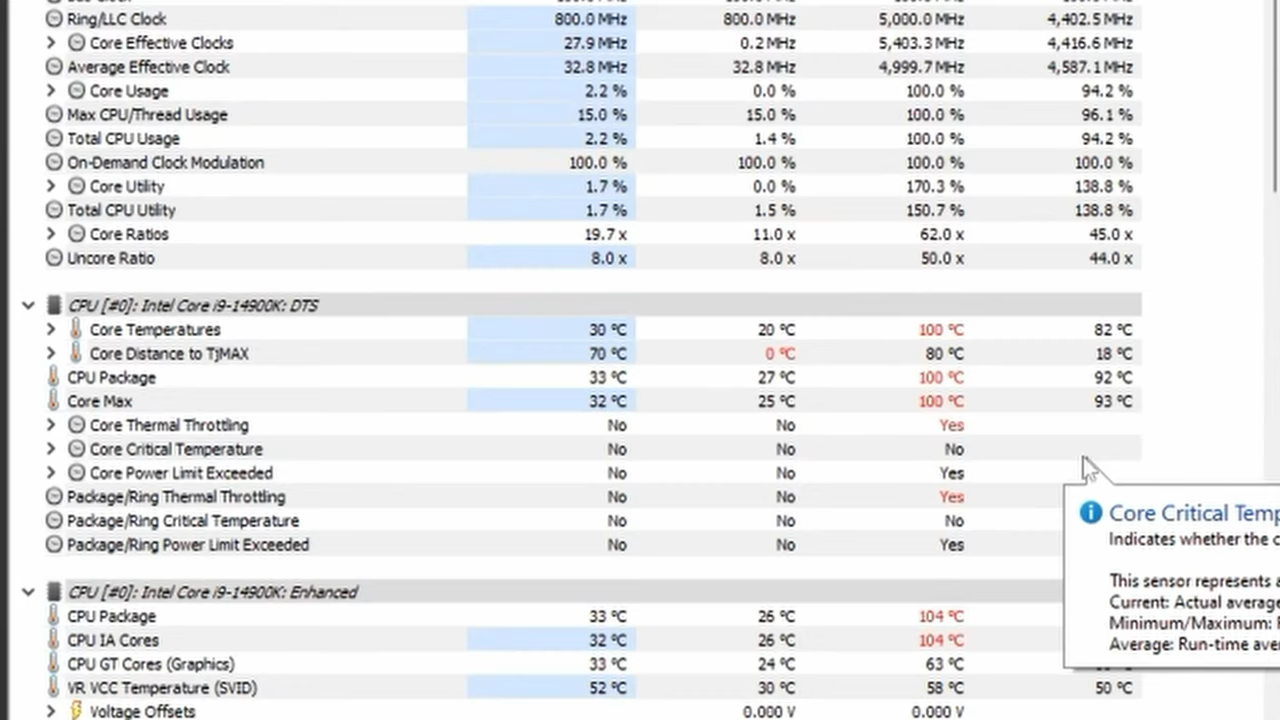 Ring/LLC Clock 800.0 MHz 800.0 MHz 5,000.0 MHz 4,402.5 MHz
Core Effective Clocks 27.9 MHz 0.2 MHz 5,403.3 MHz 4,416.6 MHz
Average Effective Clock 32.8 MHz 32.8 MHz 4,999.7 MHz 4,587.1 MHz
Core Usage 2.2 % 0.0 % 100.0 % 94.2 %
Max CPU/Thread Usage 15.0 % 15.0 % 100.0 % 96.1 %
Total CPU Usage 2.2 % 1.4 % 100.0 % 94.2 %
On-Demand Clock Modulation 100.0 % 100.0 % 100.0 % 100.0 %
Core Utility 1.7 % 0.0 % 170.3 % 138.8 %
Total CPU Utility 1.7 % 1.5 % 150.7 % 138.8 %
Core Ratios 19.7 x 11.0 x 62.0 x 45.0 x
Uncore Ratio 8.0 x 8.0 x 50.0 x 44.0 x
CPU [#0]: Intel Core i9-14900K: DTS
Core Temperatures 30 °C 20 °C 100 °C 82 °C
Core Distance to TjMAX 70 °C 0 °C 80 °C 18 °C
CPU Package 33 °C 27 °C 100 °C 92 °C
Core Max 32 °C 25 °C 100 °C 93 °C
Core Thermal Throttling No No Yes
Core Critical Temperature No No No
Core Power Limit Exceeded No No Yes
Package/Ring Thermal Throttling No No Yes
Package/Ring Critical Temperature No No No
Package/Ring Power Limit Exceeded No No Yes
CPU [#0]: Intel Core i9-14900K: Enhanced
CPU Package 33 °C 26 °C 104 °C
CPU IA Cores 32 °C 26 °C 104 °C
CPU GT Cores (Graphics) 33 °C 24 °C 63 °C
VR VCC Temperature (SVID) 52 °C 30 °C 58 °C 50 °C
Voltage Offsets 0.000 V 0.000 V
Core Critical Temp
Indicates whether the c
This sensor represents a
Current: Actual average
Minimum/Maximum:
Average: Run-time ave